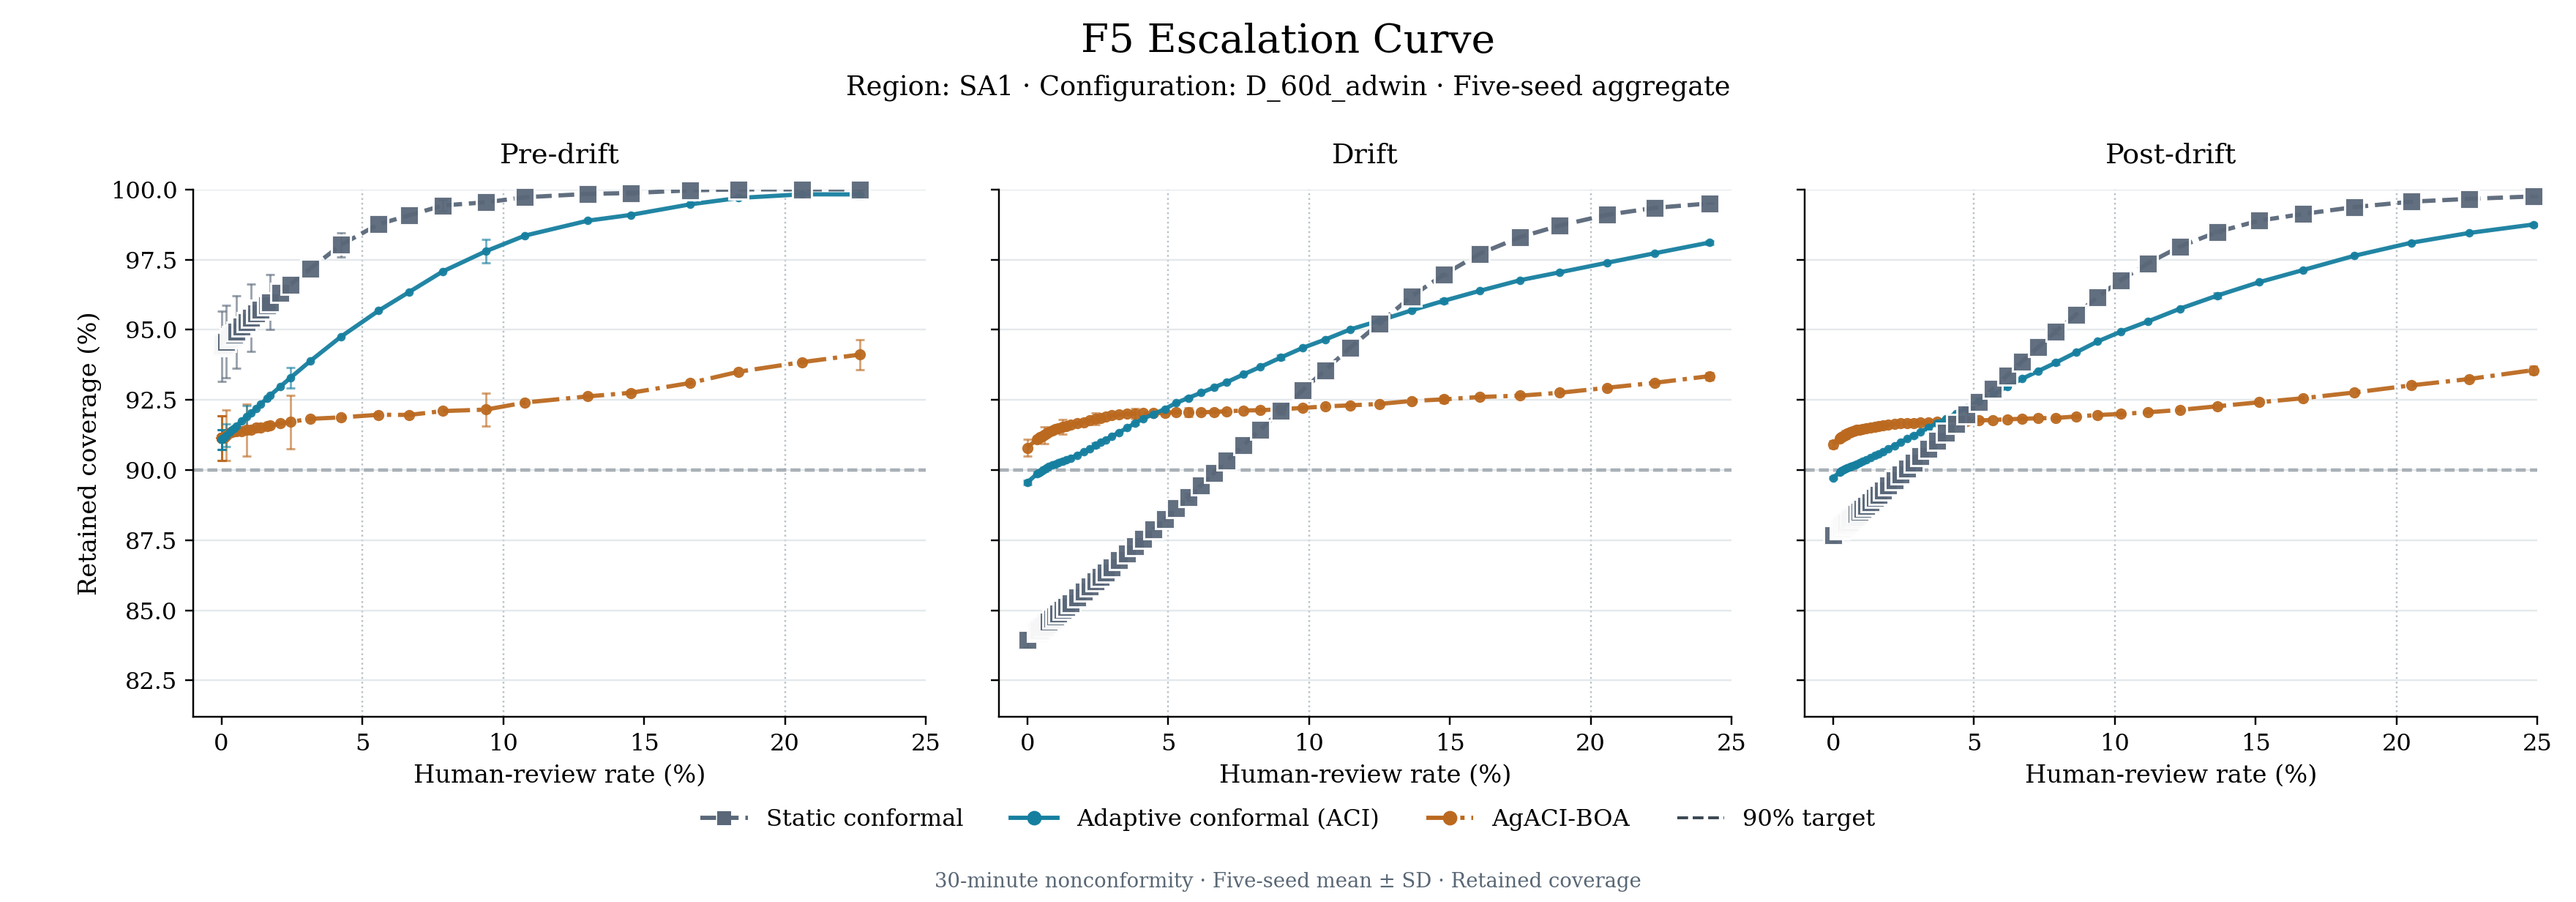 F5 Escalation Curve
Region: SA1 · Configuration: D_60d_adwin · Five-seed aggregate
Pre-drift
Drift
Post-drift
Retained coverage (%)
100.0
97.5
95.0
92.5
90.0
87.5
85.0
82.5
0 5 10 15 20 25
0 5 10 15 20 25
0 5 10 15 20 25
Human-review rate (%)
Human-review rate (%)
Human-review rate (%)
Static conformal Adaptive conformal (ACI) AgACI-BOA 90% target
30-minute nonconformity · Five-seed mean ± SD · Retained coverage